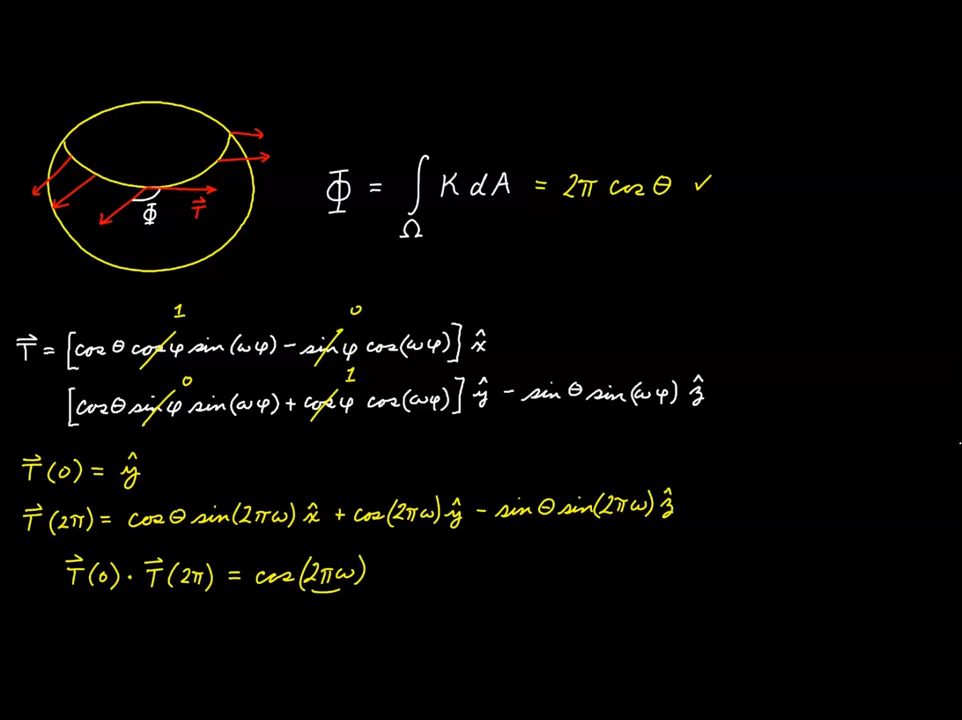 Φ = ∫_Ω K dA = 2π cos θ ✓
Φ
T⃗
1 0
T⃗ = [cos θ cos φ sin(ωφ) − sin φ cos(ωφ)] x̂
0 1
[cos θ sin φ sin(ωφ) + cos φ cos(ωφ)] ŷ − sin θ sin(ωφ) ẑ
T⃗(0) = ŷ
T⃗(2π) = cos θ sin(2πω) x̂ + cos(2πω) ŷ − sin θ sin(2πω) ẑ
T⃗(0) · T⃗(2π) = cos(2πω)